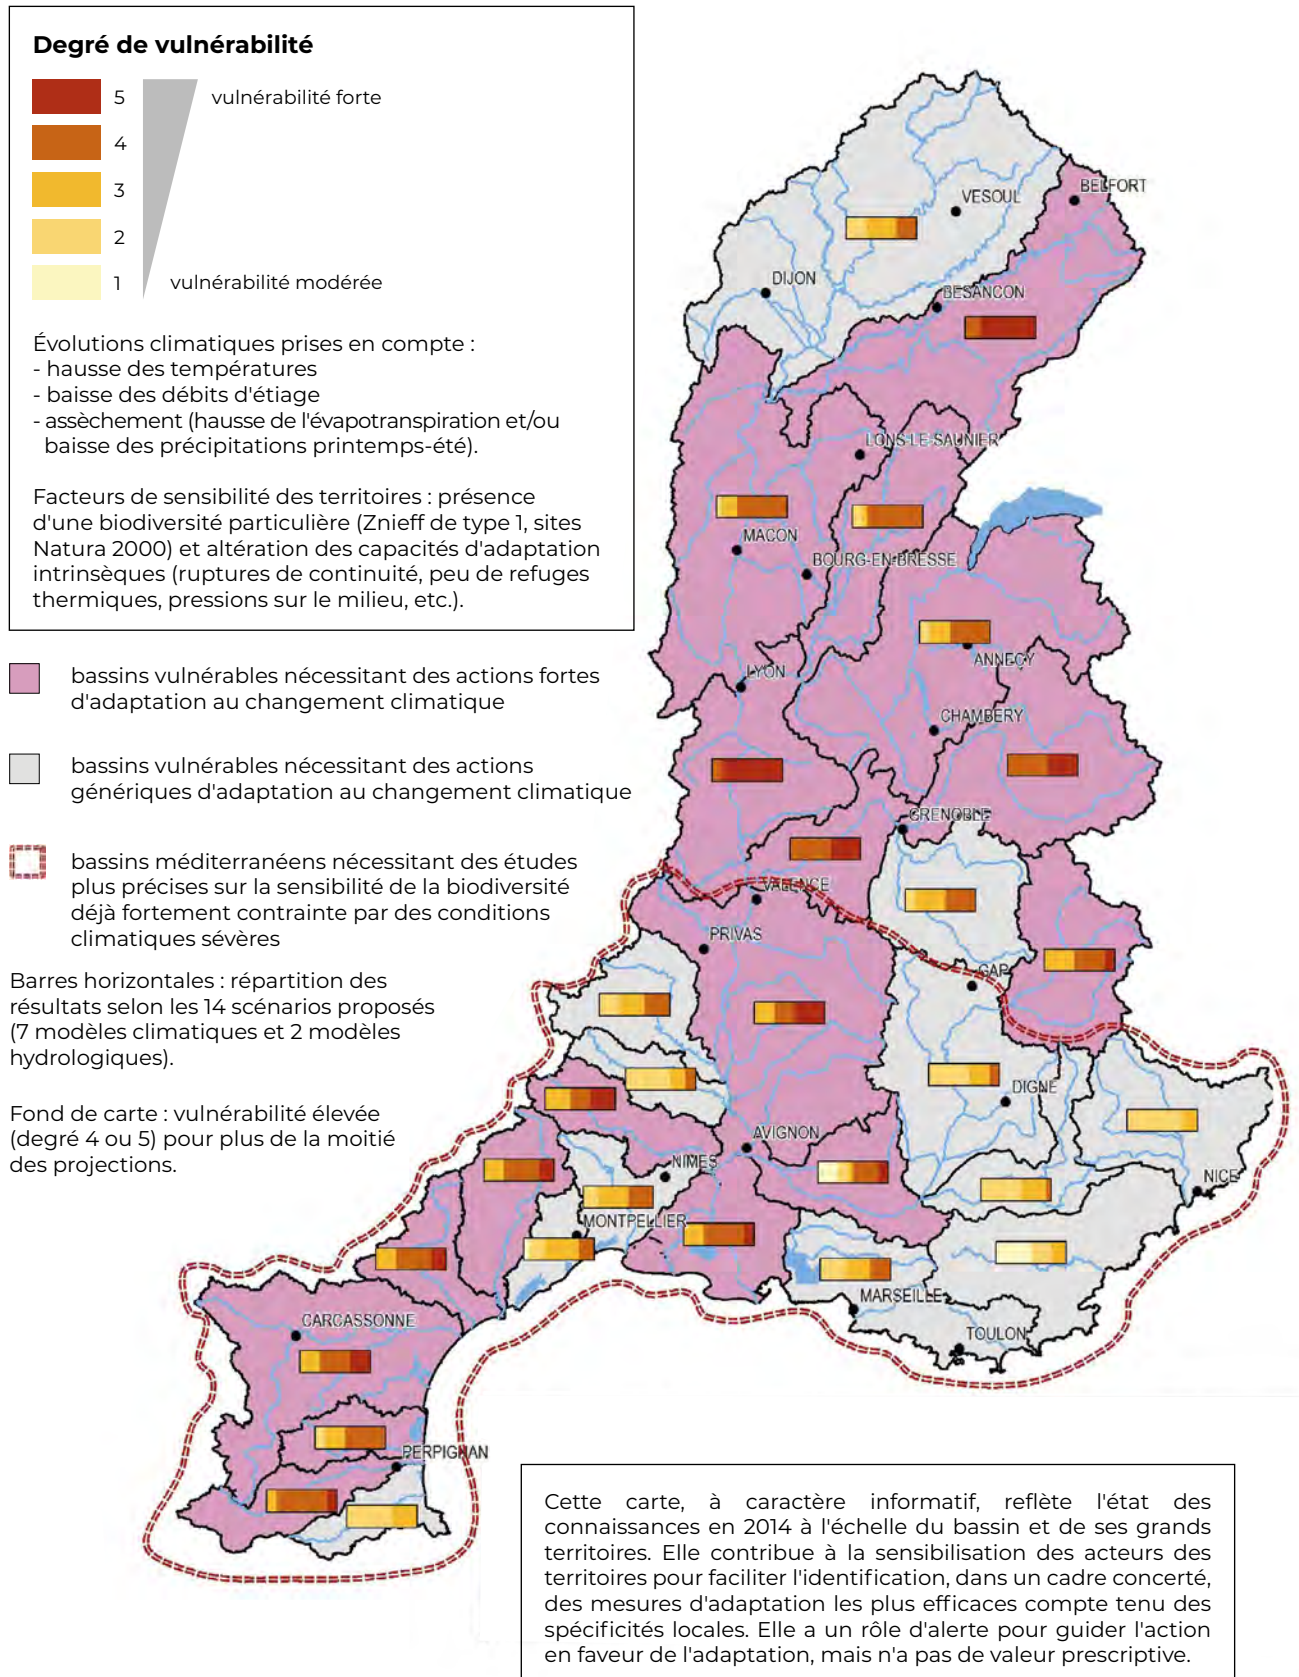 Degré de vulnérabilité
5
vulnérabilité forte
4
3
2
1
vulnérabilité modérée
Évolutions climatiques prises en compte :
- hausse des températures
- baisse des débits d'étiage
- assèchement (hausse de l'évapotranspiration et/ou
baisse des précipitations printemps-été).
Facteurs de sensibilité des territoires : présence
d'une biodiversité particulière (Znieff de type 1, sites
Natura 2000) et altération des capacités d'adaptation
intrinsèques (ruptures de continuité, peu de refuges
thermiques, pressions sur le milieu, etc.).
bassins vulnérables nécessitant des actions fortes
d'adaptation au changement climatique
bassins vulnérables nécessitant des actions
génériques d'adaptation au changement climatique
bassins méditerranéens nécessitant des études
plus précises sur la sensibilité de la biodiversité
déjà fortement contrainte par des conditions
climatiques sévères
Barres horizontales : répartition des
résultats selon les 14 scénarios proposés
(7 modèles climatiques et 2 modèles
hydrologiques).
Fond de carte : vulnérabilité élevée
(degré 4 ou 5) pour plus de la moitié
des projections.
BELFORT
VESOUL
DIJON
BESANCON
LONS-LE-SAUNIER
MACON
BOURG-EN-BRESSE
ANNECY
LYON
CHAMBERY
GRENOBLE
VALENCE
PRIVAS
GAP
DIGNE
AVIGNON
NIMES
NICE
MONTPELLIER
MARSEILLE
CARCASSONNE
TOULON
PERPIGNAN
Cette carte, à caractère informatif, reflète l'état des
connaissances en 2014 à l'échelle du bassin et de ses grands
territoires. Elle contribue à la sensibilisation des acteurs des
territoires pour faciliter l'identification, dans un cadre concerté,
des mesures d'adaptation les plus efficaces compte tenu des
spécificités locales. Elle a un rôle d'alerte pour guider l'action
en faveur de l'adaptation, mais n'a pas de valeur prescriptive.